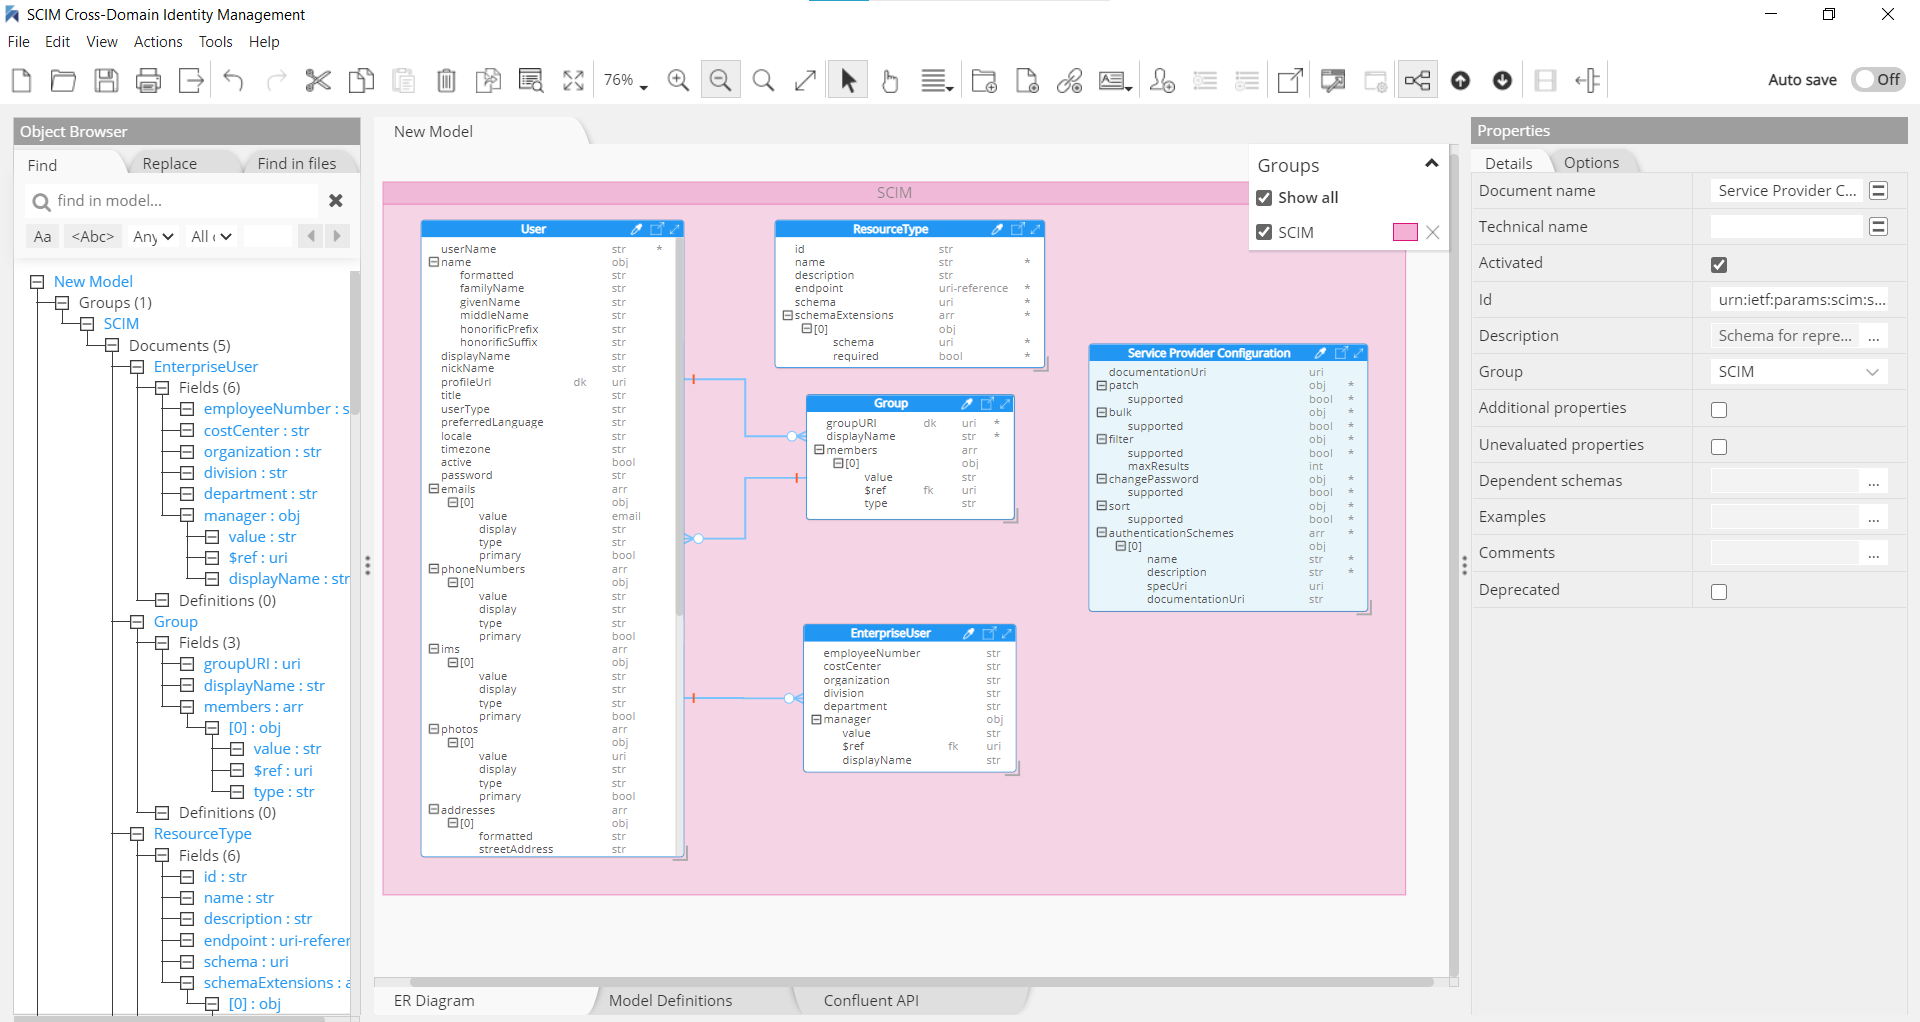 SCIM Cross-Domain Identity Management
File Edit View Actions Tools Help
76%
Auto save Off
Object Browser
Find Replace Find in files
find in model...
Aa <Abc> Any All
New Model
Groups (1)
SCIM
Documents (5)
EnterpriseUser
Fields (6)
employeeNumber : s
costCenter : str
organization : str
division : str
department : str
manager : obj
value : str
$ref : uri
displayName : str
Definitions (0)
Group
Fields (3)
groupURI : uri
displayName : str
members : arr
[0] : obj
value : str
$ref : uri
type : str
Definitions (0)
ResourceType
Fields (6)
id : str
name : str
description : str
endpoint : uri-referer
schema : uri
schemaExtensions : a
[0] : obj
New Model
SCIM
User
userName str *
name obj
formatted str
familyName str
givenName str
middleName str
honorificPrefix str
honorificSuffix str
displayName str
nickName str
profileUrl dk uri
title str
userType str
preferredLanguage str
locale str
timezone str
active bool
password str
emails arr
[0] obj
value email
display str
type str
primary bool
phoneNumbers arr
[0] obj
value str
display str
type str
primary bool
ims arr
[0] obj
value str
display str
type str
primary bool
photos arr
[0] obj
value uri
display str
type str
primary bool
addresses arr
[0] obj
formatted str
streetAddress str
ResourceType
id str
name str *
description str
endpoint uri-reference *
schema uri *
schemaExtensions arr *
[0] obj
schema uri *
required bool *
Group
groupURI dk uri *
displayName str *
members arr
[0] obj
value str
$ref fk uri
type str
EnterpriseUser
employeeNumber str
costCenter str
organization str
division str
department str
manager obj
value str
$ref fk uri
displayName str
Service Provider Configuration
documentationUri uri
patch obj *
supported bool *
bulk obj *
supported bool *
filter obj *
supported bool *
maxResults int
changePassword obj *
supported bool *
sort obj *
supported bool *
authenticationSchemes arr *
[0] obj
name str *
description str *
specUri uri
documentationUri str
Groups
Show all
SCIM
ER Diagram Model Definitions Confluent API
Properties
Details Options
Document name Service Provider C...
Technical name
Activated
Id urn:ietf:params:scim:s...
Description Schema for repre... ...
Group SCIM
Additional properties
Unevaluated properties
Dependent schemas ...
Examples ...
Comments ...
Deprecated